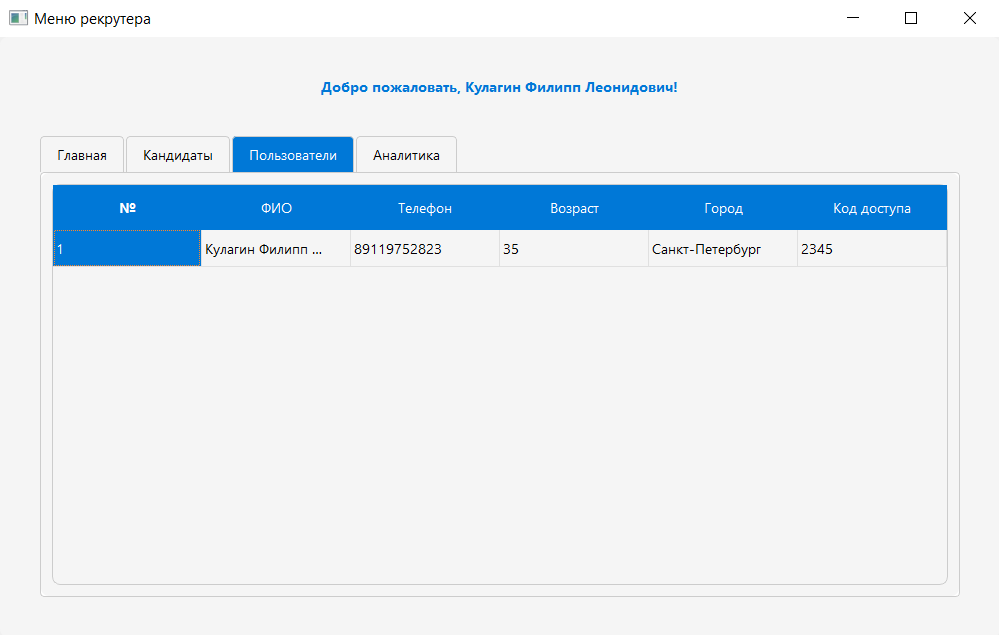 Меню рекрутера
Добро пожаловать, Кулагин Филипп Леонидович!
Главная Кандидаты Пользователи Аналитика
№ ФИО Телефон Возраст Город Код доступа
1 Кулагин Филипп ... 89119752823 35 Санкт-Петербург 2345